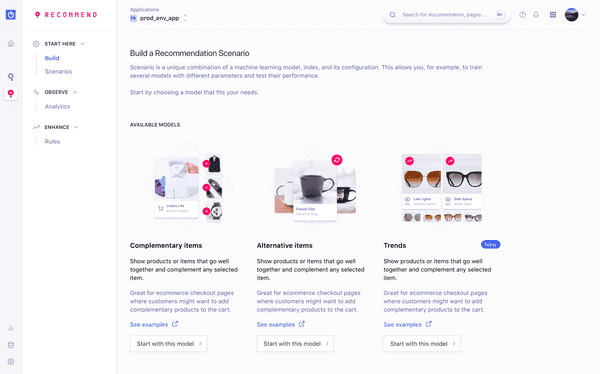 RECOMMEND
START HERE
Build
Scenarios
OBSERVE
Analytics
ENHANCE
Rules
Applications
prod_env_app
Search for documentation, pages...
Build a Recommendation Scenario
Scenario is a unique combination of a machine learning model, index, and its configuration. This allows you, for example, to train
several models with different parameters and test their performance.
Start by choosing a model that fits your needs.
AVAILABLE MODELS
Linens Life
Casual Clay
Low Lights
Side Specs
Complementary items
Show products or items that go well
together and complement any selected
item.
Great for ecommerce checkout pages
where customers might want to add
complementary products to the cart.
See examples
Start with this model
Alternative items
Show products or items that go well
together and complement any selected
item.
Great for ecommerce checkout pages
where customers might want to add
complementary products to the cart.
See examples
Start with this model
Trends
New
Show products or items that go well
together and complement any selected
item.
Great for ecommerce checkout pages
where customers might want to add
complementary products to the cart.
See examples
Start with this model